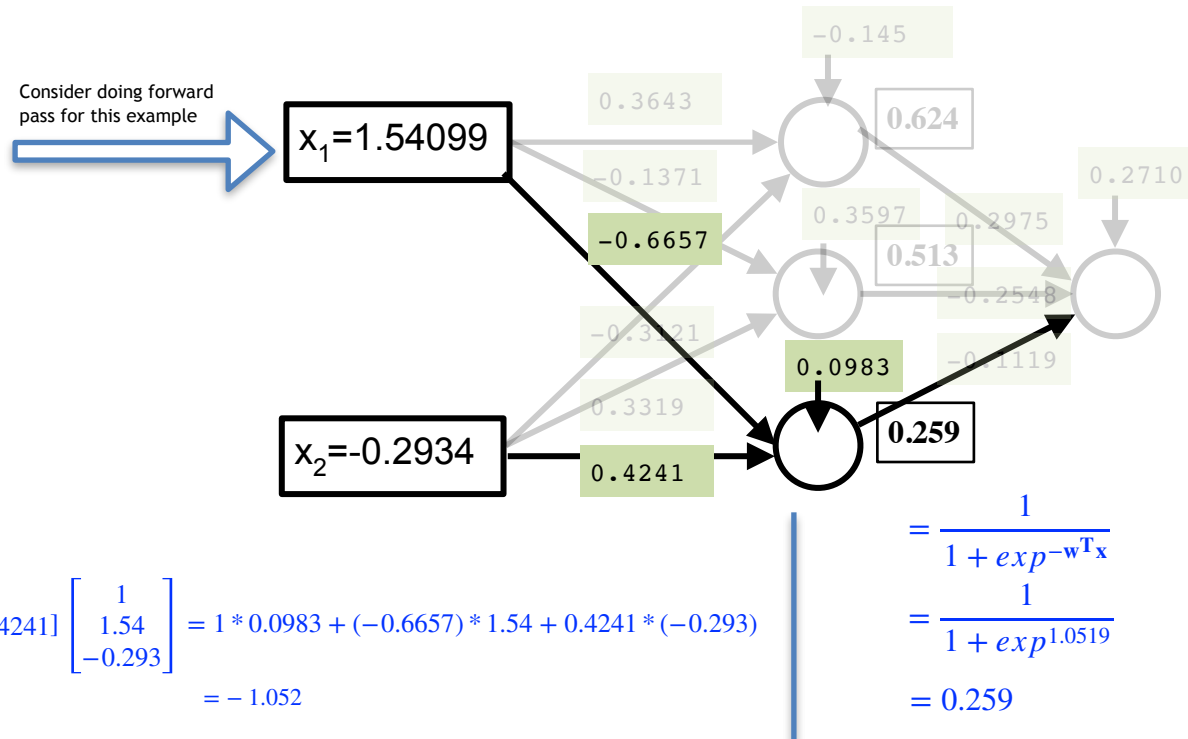 -0.145
Consider doing forward
pass for this example
0.3643
0.624
x₁=1.54099
-0.1371
0.2710
0.3597
0.2975
-0.6657
0.513
-0.2548
-0.3121
0.0983
-0.1119
0.3319
x₂=-0.2934
0.259
0.4241
= 1 / (1 + exp^{-w^T x})
4241] [1 1.54 −0.293] = 1 * 0.0983 + (−0.6657) * 1.54 + 0.4241 * (−0.293)
= 1 / (1 + exp^{1.0519})
= − 1.052
= 0.259